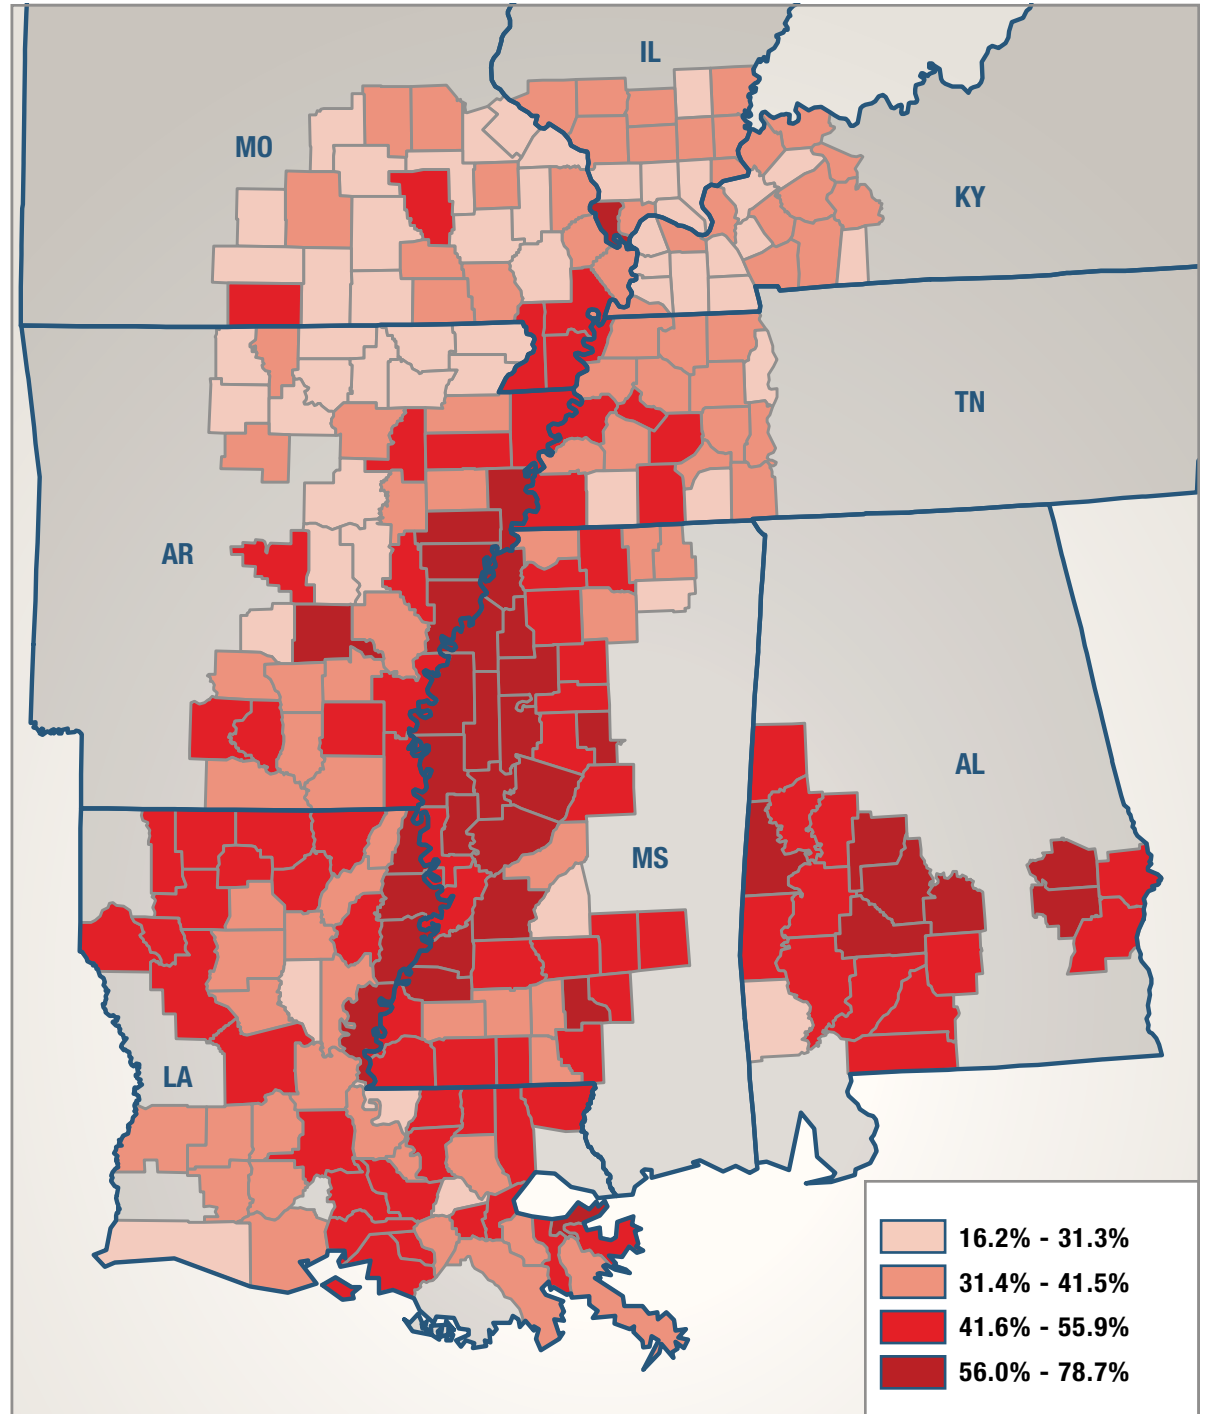 IL
MO
KY
TN
AR
AL
MS
LA
16.2% - 31.3%
31.4% - 41.5%
41.6% - 55.9%
56.0% - 78.7%